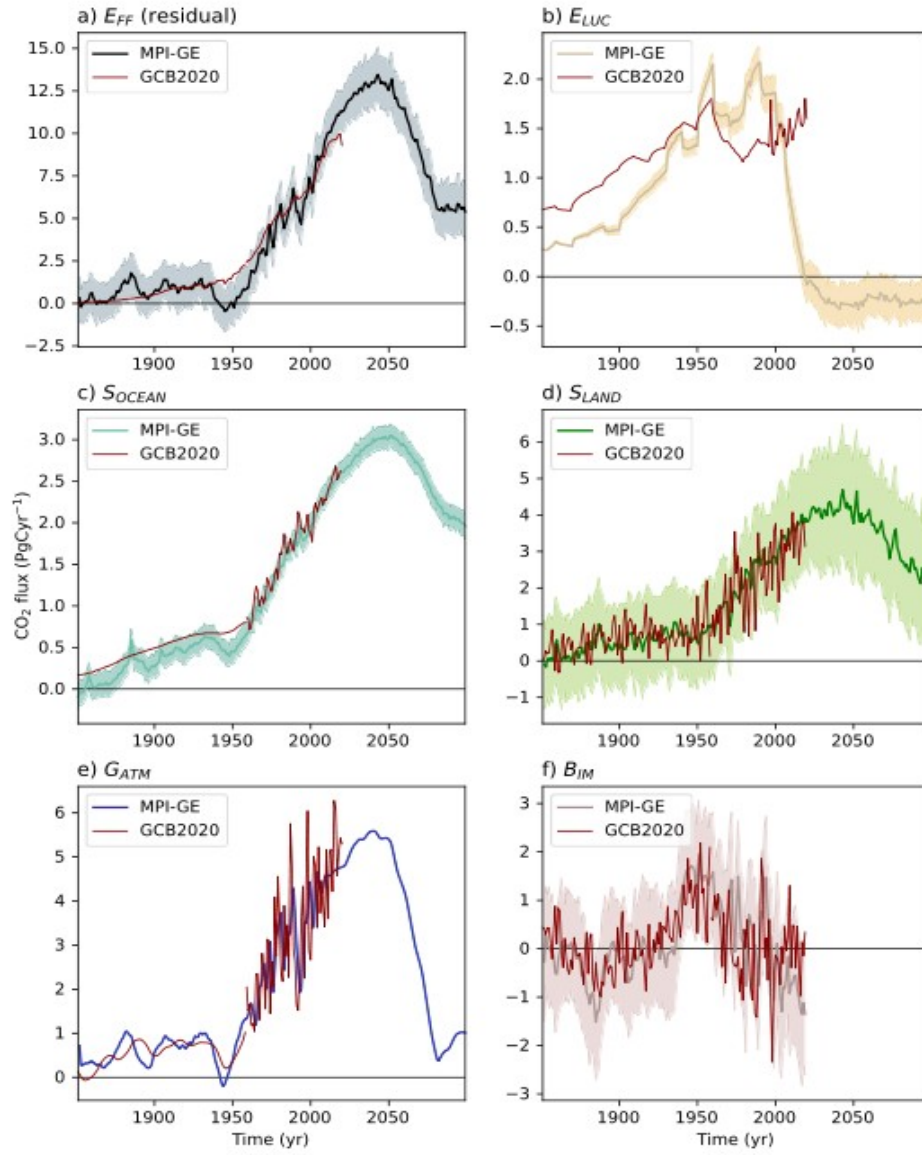 a) E_FF (residual)
MPI-GE
GCB2020
15.0
12.5
10.0
7.5
5.0
2.5
0.0
−2.5
1900 1950 2000 2050
b) E_LUC
MPI-GE
GCB2020
2.0
1.5
1.0
0.5
0.0
−0.5
1900 1950 2000 2050
c) S_OCEAN
MPI-GE
GCB2020
3.0
2.5
2.0
1.5
1.0
0.5
0.0
CO₂ flux (PgCyr⁻¹)
1900 1950 2000 2050
d) S_LAND
MPI-GE
GCB2020
6
5
4
3
2
1
0
−1
1900 1950 2000 2050
e) G_ATM
MPI-GE
GCB2020
6
5
4
3
2
1
0
1900 1950 2000 2050
Time (yr)
f) B_IM
MPI-GE
GCB2020
3
2
1
0
−1
−2
−3
1900 1950 2000 2050
Time (yr)